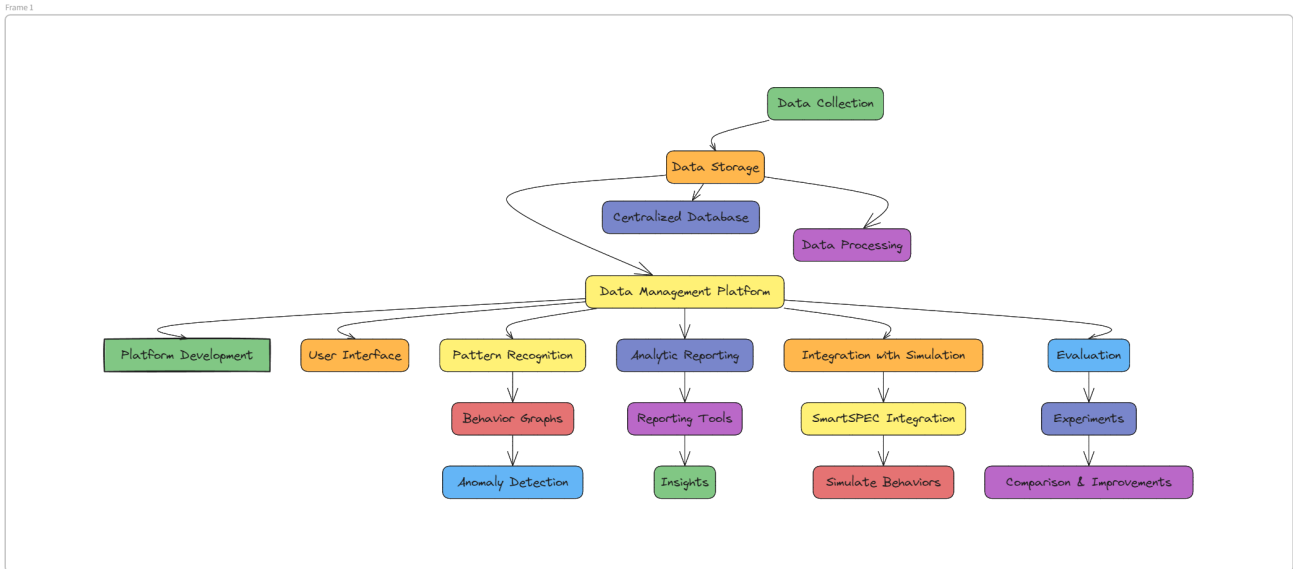 Frame 1
Data Collection
Data Storage
Centralized Database
Data Processing
Data Management Platform
Platform Development
User Interface
Pattern Recognition
Analytic Reporting
Integration with Simulation
Evaluation
Behavior Graphs
Reporting Tools
SmartSPEC Integration
Experiments
Anomaly Detection
Insights
Simulate Behaviors
Comparison & Improvements